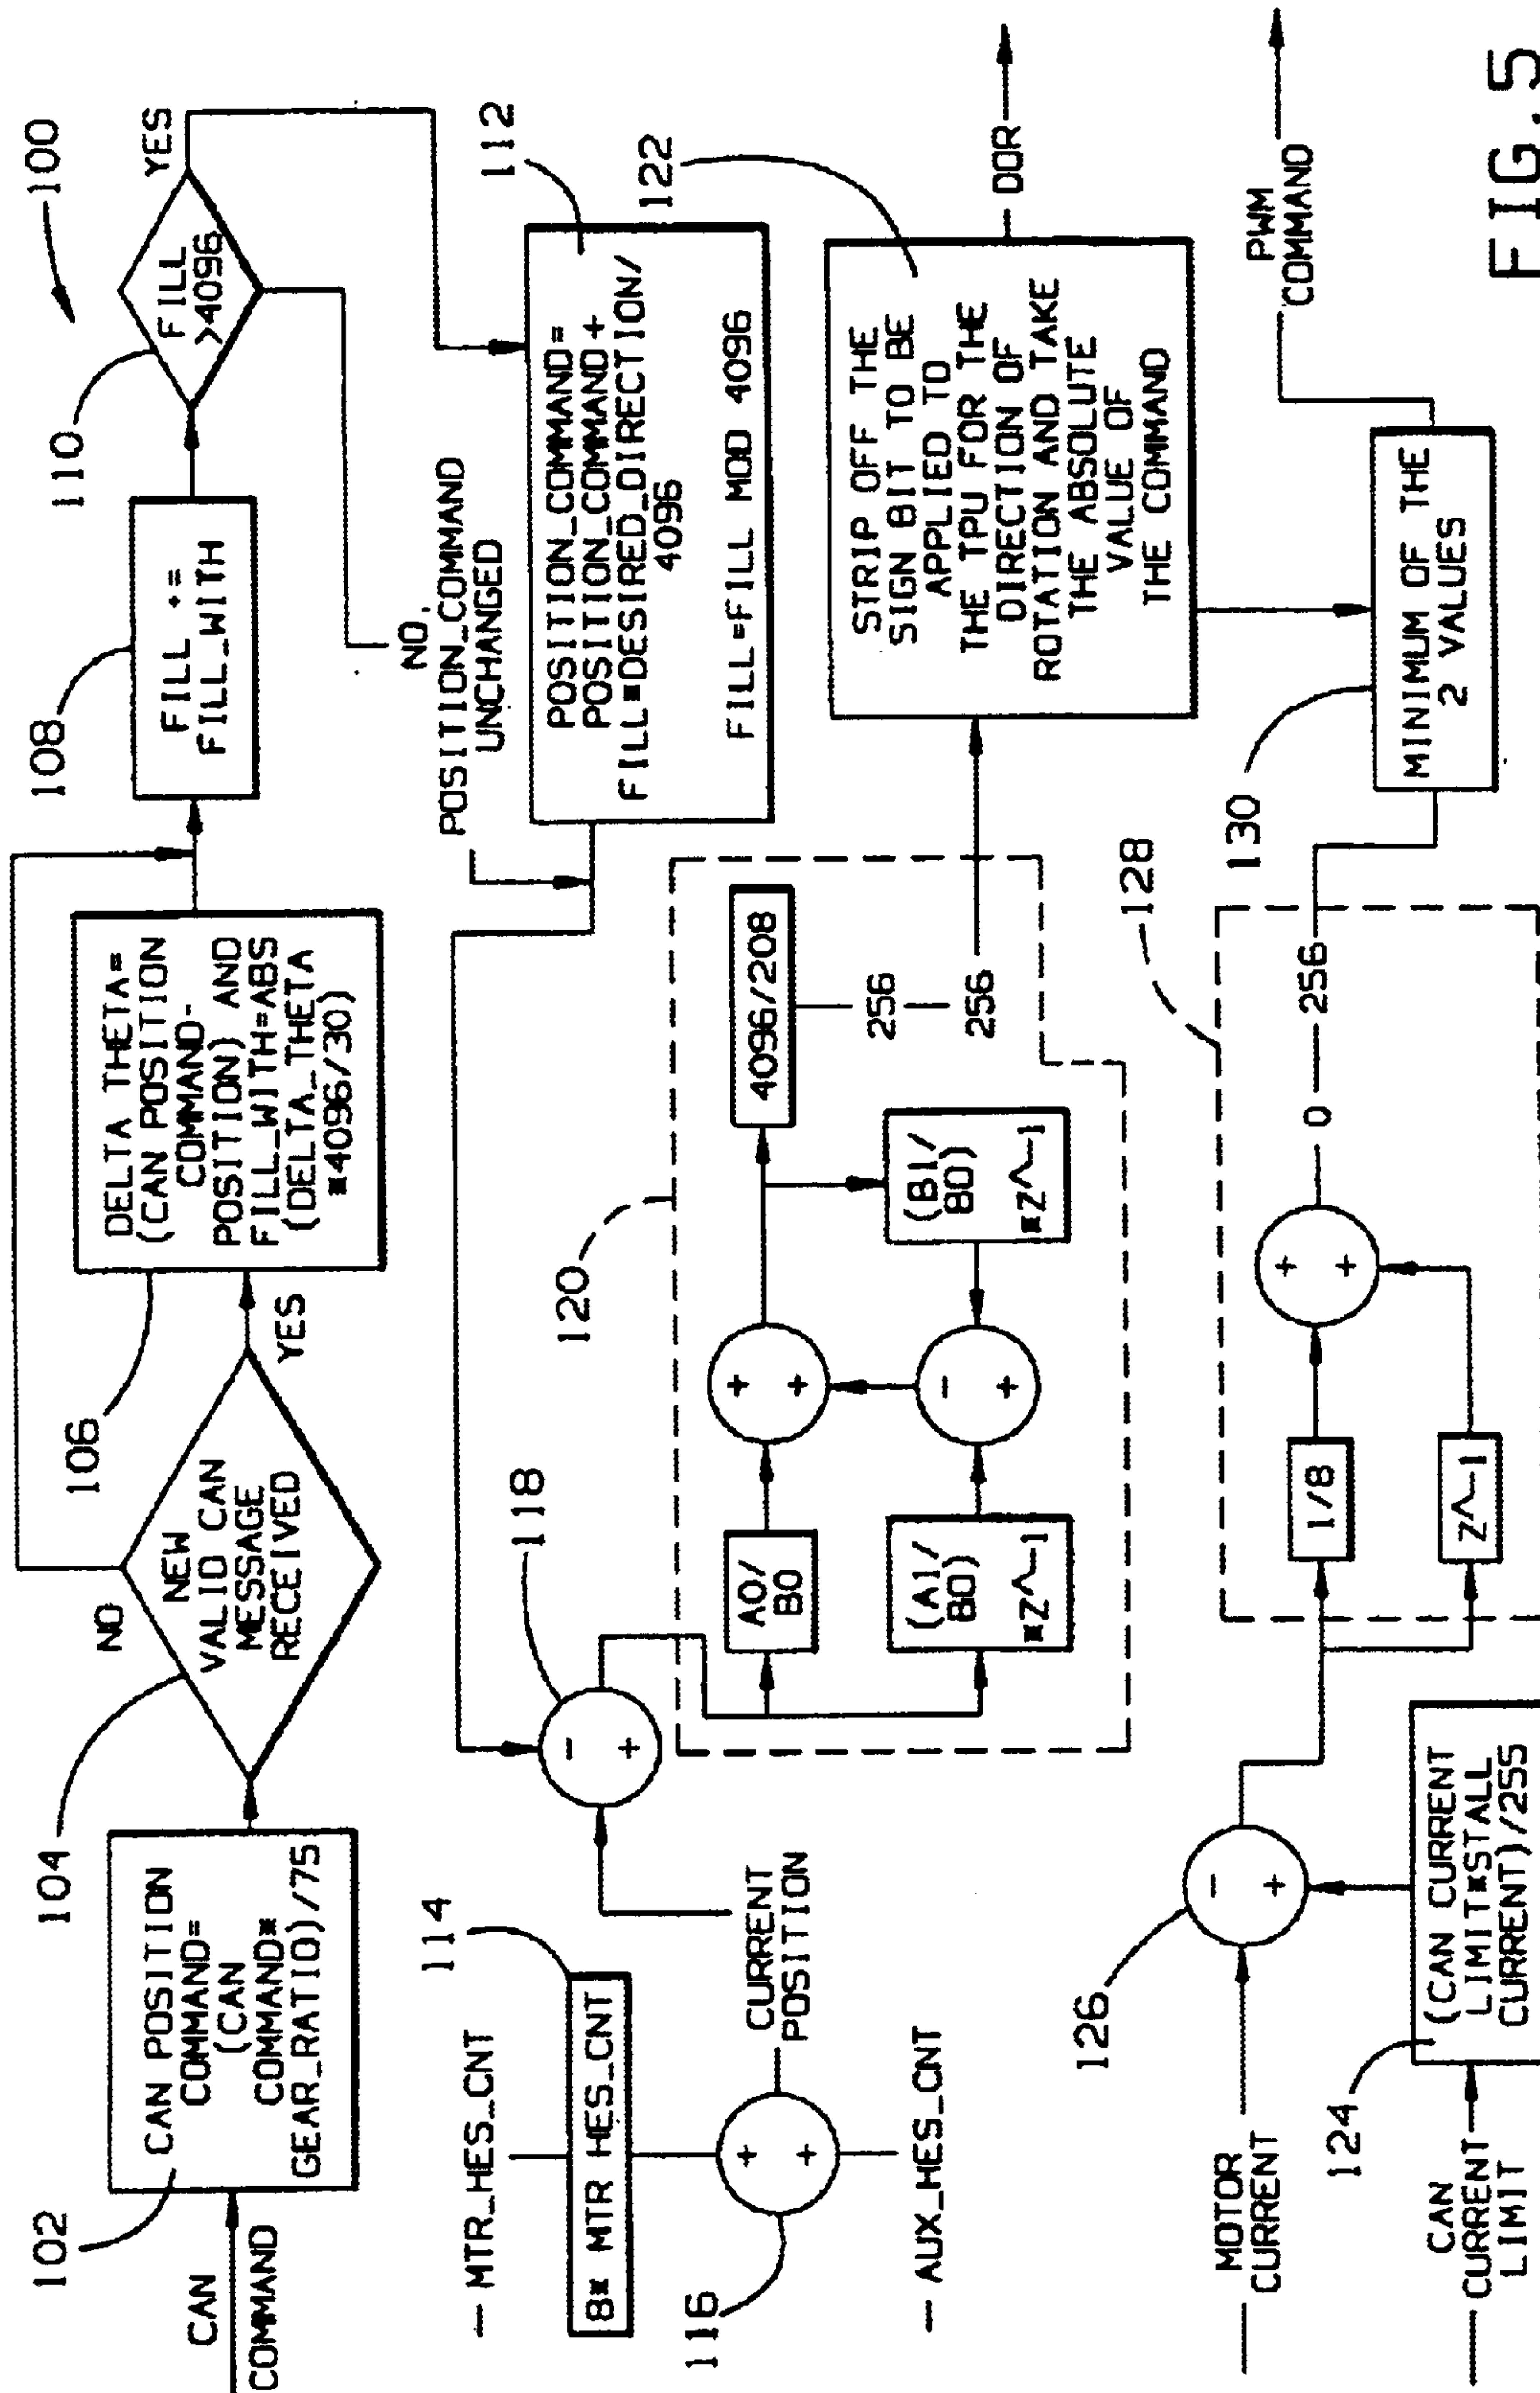 100
CAN
COMMAND
102
CAN POSITION
COMMAND=
(CAN
COMMAND*
GEAR_RATIO)/75
104
NO
NEW
VALID CAN
MESSAGE
RECEIVED
YES
106
DELTA THETA=
(CAN POSITION
COMMAND-
POSITION) AND
FILL_WITH=ABS
(DELTA_THETA
*4096/30)
108
FILL +=
FILL_WITH
110
FILL
>4096
YES
NO,
POSITION_COMMAND
UNCHANGED
112
POSITION_COMMAND=
POSITION_COMMAND+
FILL*DESIRED_DIRECTION/
4096
FILL=FILL MOD 4096
MTR_HES_CNT
114
8* MTR HES_CNT
116
+
+
AUX_HES_CNT
CURRENT
POSITION
118
-
+
120
A0/
B0
(A1/
B0)
*Z^-1
+
+
-
+
(B1/
B0)
*Z^-1
4096/208
256
256
122
STRIP OFF THE
SIGN BIT TO BE
APPLIED TO
THE TPU FOR THE
DIRECTION OF
ROTATION AND TAKE
THE ABSOLUTE
VALUE OF
THE COMMAND
DOR
MOTOR
CURRENT
126
-
+
CAN
CURRENT
LIMIT
124
(CAN CURRENT
LIMIT*STALL
CURRENT)/255
128
1/8
Z^-1
+
+
0
256
130
MINIMUM OF THE
2 VALUES
PWM
COMMAND
FIG.5